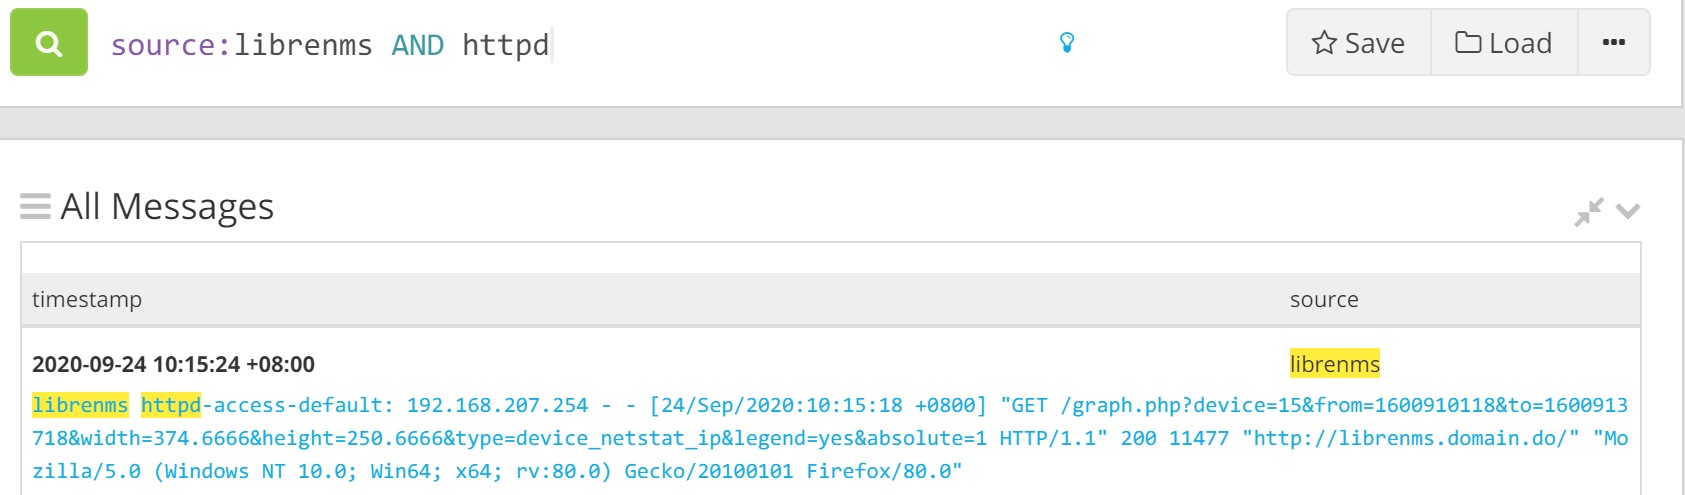 source:librenms AND httpd
Save
Load
All Messages
timestamp
source
2020-09-24 10:15:24 +08:00
librenms
librenms httpd-access-default: 192.168.207.254 - - [24/Sep/2020:10:15:18 +0800] "GET /graph.php?device=15&from=1600910118&to=1600913
718&width=374.6666&height=250.6666&type=device_netstat_ip&legend=yes&absolute=1 HTTP/1.1" 200 11477 "http://librenms.domain.do/" "Mo
zilla/5.0 (Windows NT 10.0; Win64; x64; rv:80.0) Gecko/20100101 Firefox/80.0"